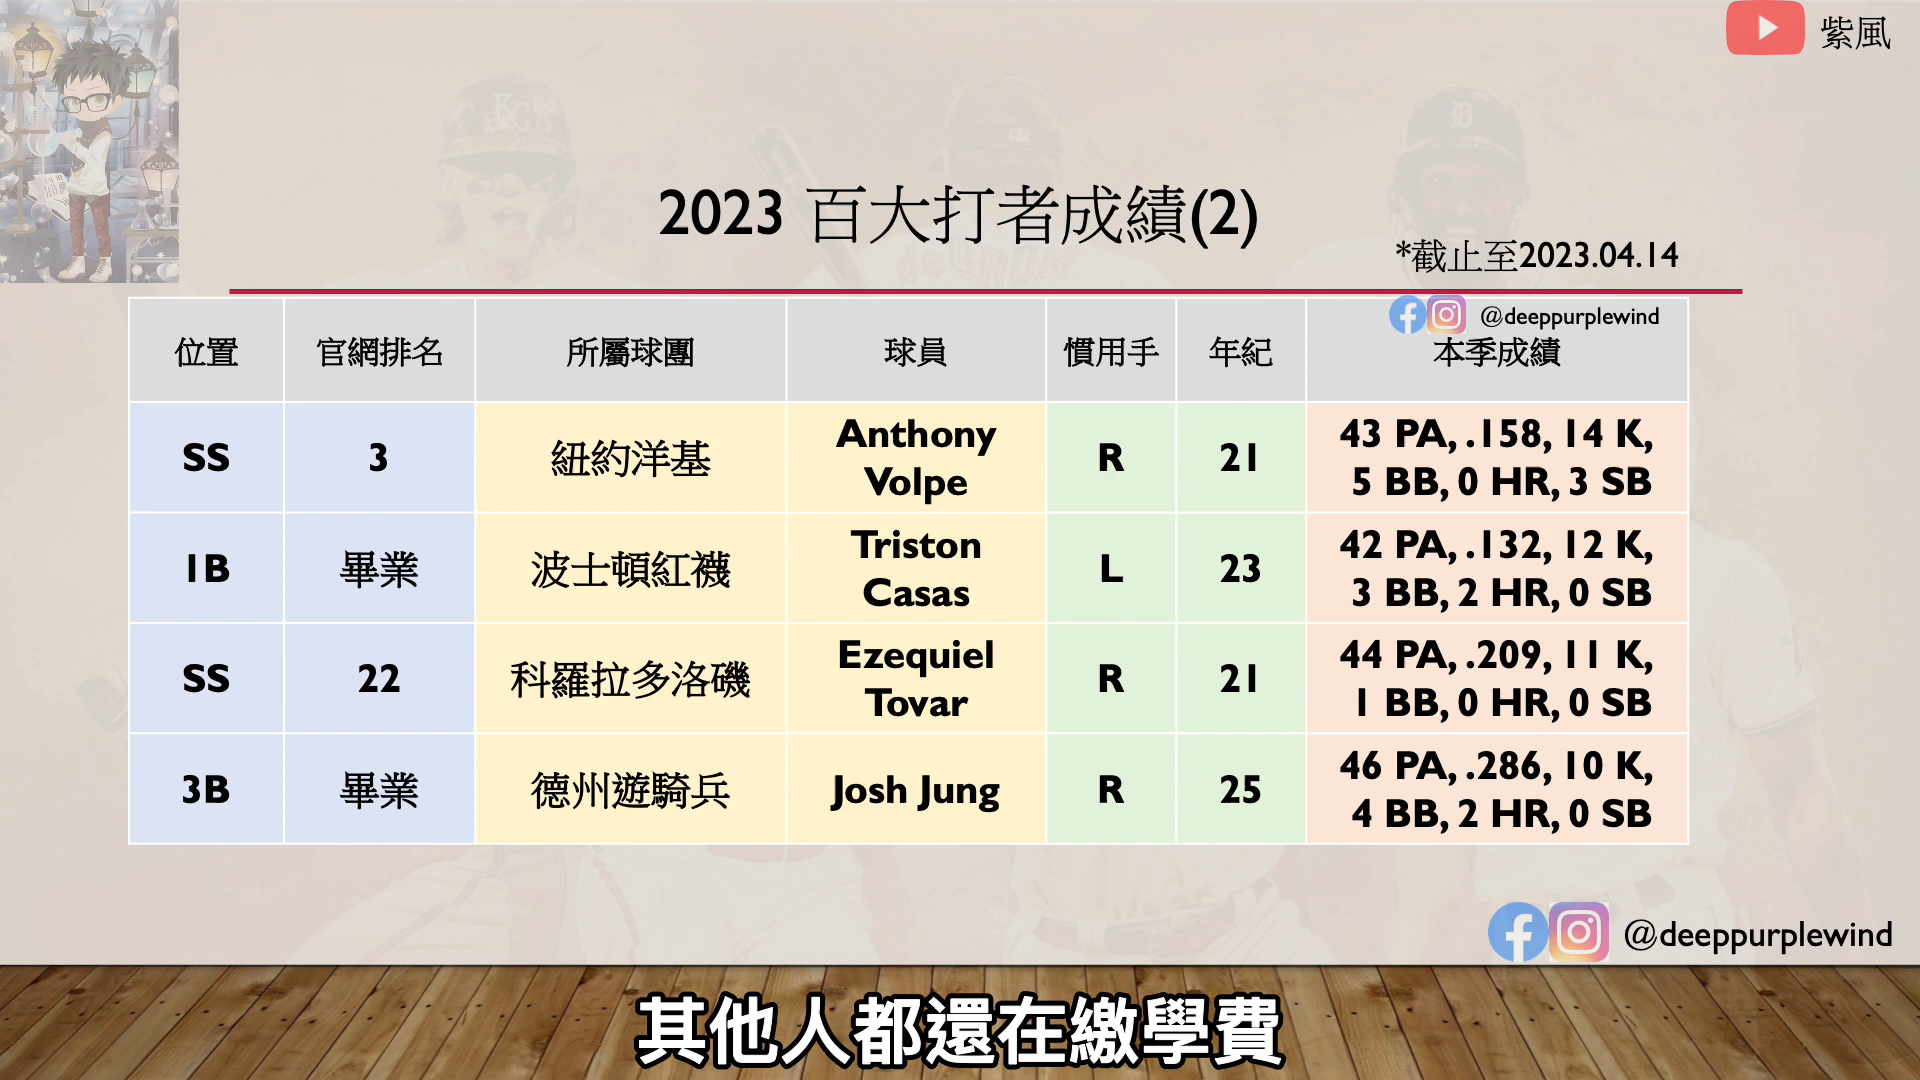 紫風
2023 百大打者成績(2)
*截止至2023.04.14
@deeppurplewind
位置 官網排名 所屬球團 球員 慣用手 年紀 本季成績
SS 3 紐約洋基 Anthony Volpe R 21 43 PA, .158, 14 K, 5 BB, 0 HR, 3 SB
1B 畢業 波士頓紅襪 Triston Casas L 23 42 PA, .132, 12 K, 3 BB, 2 HR, 0 SB
SS 22 科羅拉多洛磯 Ezequiel Tovar R 21 44 PA, .209, 11 K, 1 BB, 0 HR, 0 SB
3B 畢業 德州遊騎兵 Josh Jung R 25 46 PA, .286, 10 K, 4 BB, 2 HR, 0 SB
@deeppurplewind
其他人都還在繳學費